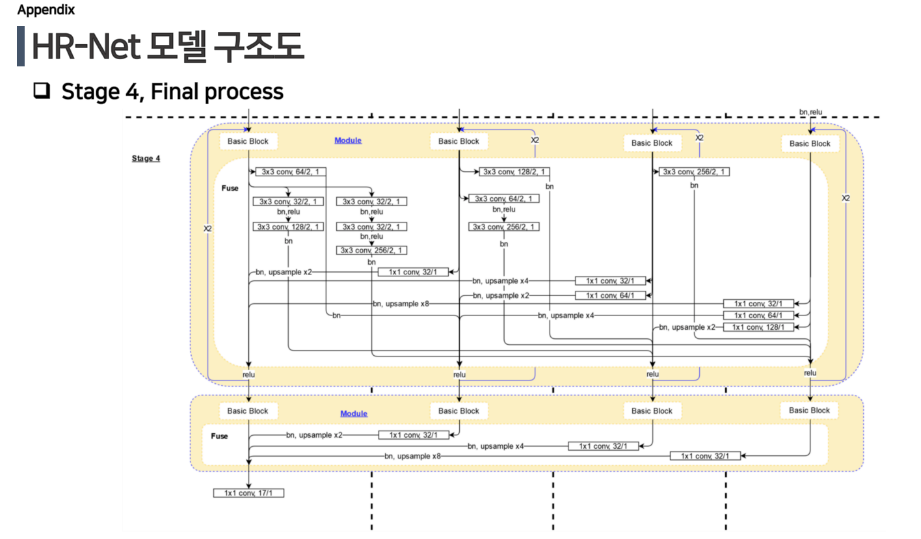 Appendix
HR-Net 모델 구조도
Stage 4, Final process
bn,relu
Basic Block
Module
Basic Block
X2
Basic Block
X2
Basic Block
Stage 4
Fuse
3x3 conv, 64/2, 1
3x3 conv, 128/2, 1
3x3 conv, 256/2, 1
bn
bn
X2
X2
3x3 conv, 32/2, 1
3x3 conv, 32/2, 1
3x3 conv, 64/2, 1
bn,relu
bn,relu
bn,relu
3x3 conv, 128/2, 1
3x3 conv, 32/2, 1
3x3 conv, 256/2, 1
bn
bn,relu
bn
3x3 conv, 256/2, 1
bn
bn, upsample x2
1x1 conv, 32/1
bn, upsample x4
1x1 conv, 32/1
bn, upsample x2
1x1 conv, 64/1
bn, upsample x8
1x1 conv, 32/1
bn
bn, upsample x4
1x1 conv, 64/1
bn, upsample x2
1x1 conv, 128/1
relu
relu
relu
relu
Basic Block
Module
Basic Block
Basic Block
Basic Block
Fuse
bn, upsample x2
1x1 conv, 32/1
bn, upsample x4
1x1 conv, 32/1
bn, upsample x8
1x1 conv, 32/1
1x1 conv, 17/1